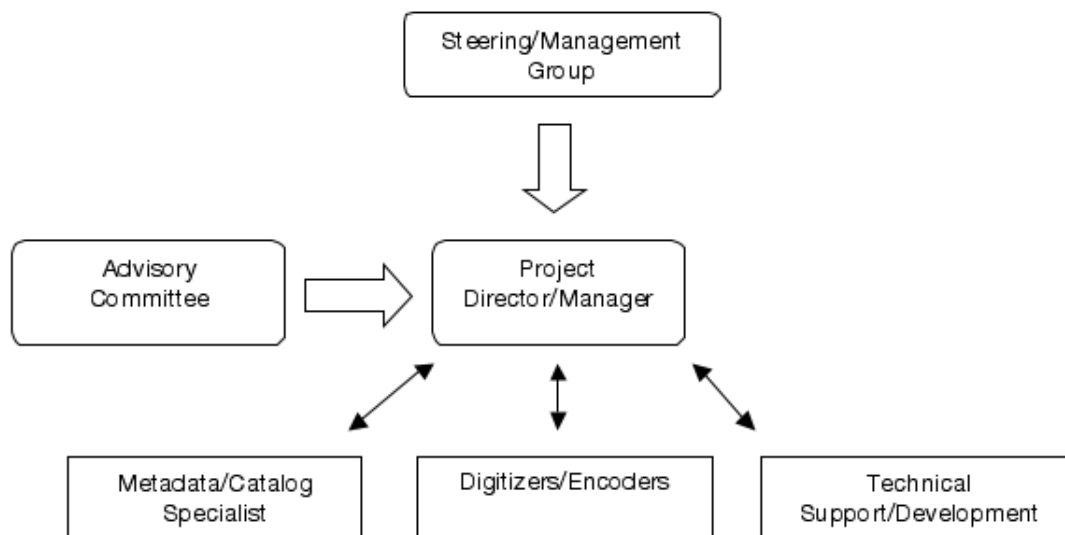 Steering/Management
Group
Advisory
Committee
Project
Director/Manager
Metadata/Catalog
Specialist
Digitizers/Encoders
Technical
Support/Development